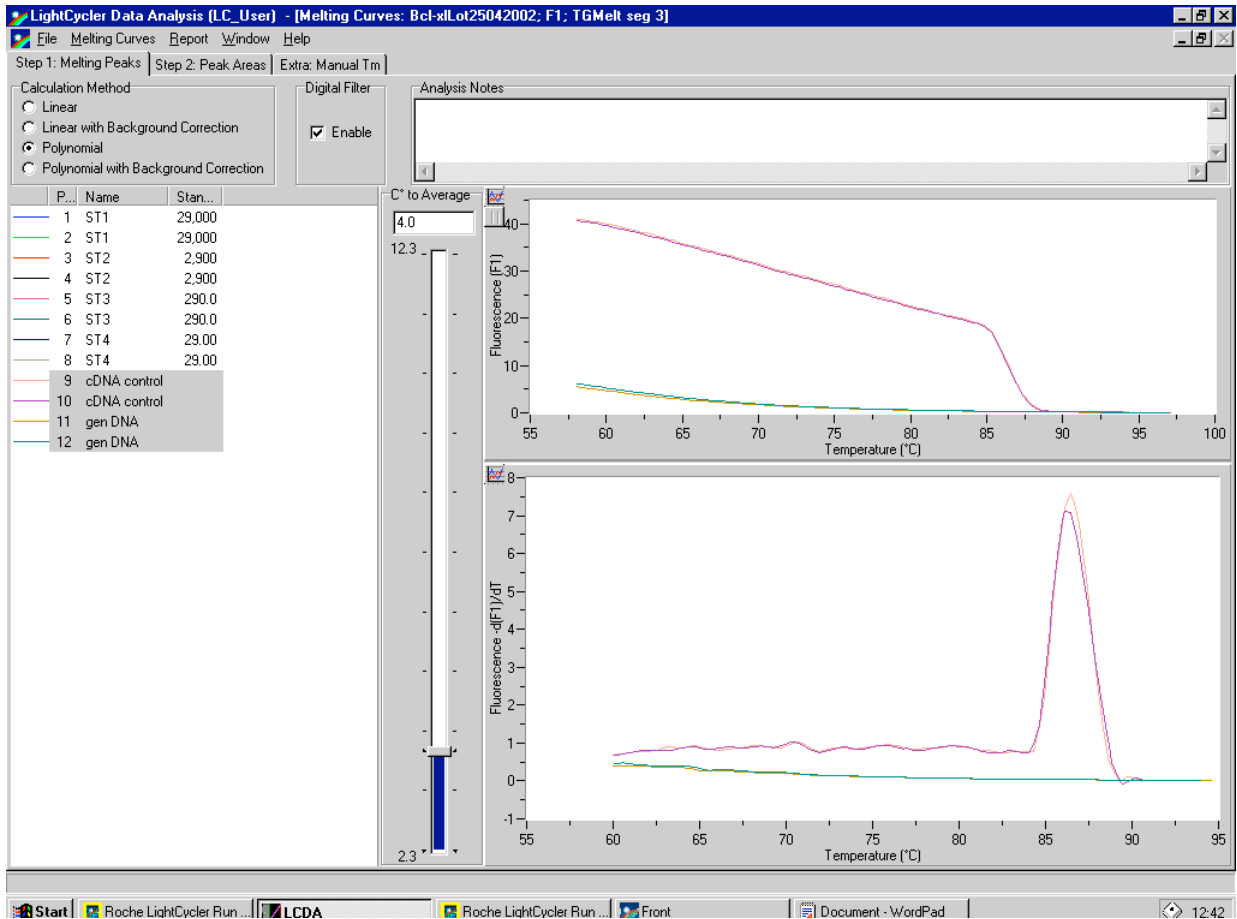 LightCycler Data Analysis (LC_User) - [Melting Curves: Bcl-xlLot25042002; F1; TGMelt seg 3]
File Melting Curves Report Window Help
Step 1: Melting Peaks Step 2: Peak Areas Extra: Manual Tm
Calculation Method
Linear
Linear with Background Correction
Polynomial
Polynomial with Background Correction
Digital Filter
Enable
Analysis Notes
P... Name Stan...
1 ST1 29,000
2 ST1 29,000
3 ST2 2,900
4 ST2 2,900
5 ST3 290.0
6 ST3 290.0
7 ST4 29.00
8 ST4 29.00
9 cDNA control
10 cDNA control
11 gen DNA
12 gen DNA
C° to Average
4.0
12.3
2.3
Fluorescence (F1)
40
30
20
10
0
55 60 65 70 75 80 85 90 95 100
Temperature (°C)
Fluorescence -d(F1)/dT
8
7
6
5
4
3
2
1
0
-1
55 60 65 70 75 80 85 90 95
Temperature (°C)
Start Roche LightCycler Run ... LCDA Roche LightCycler Run ... Front Document - WordPad 12:42